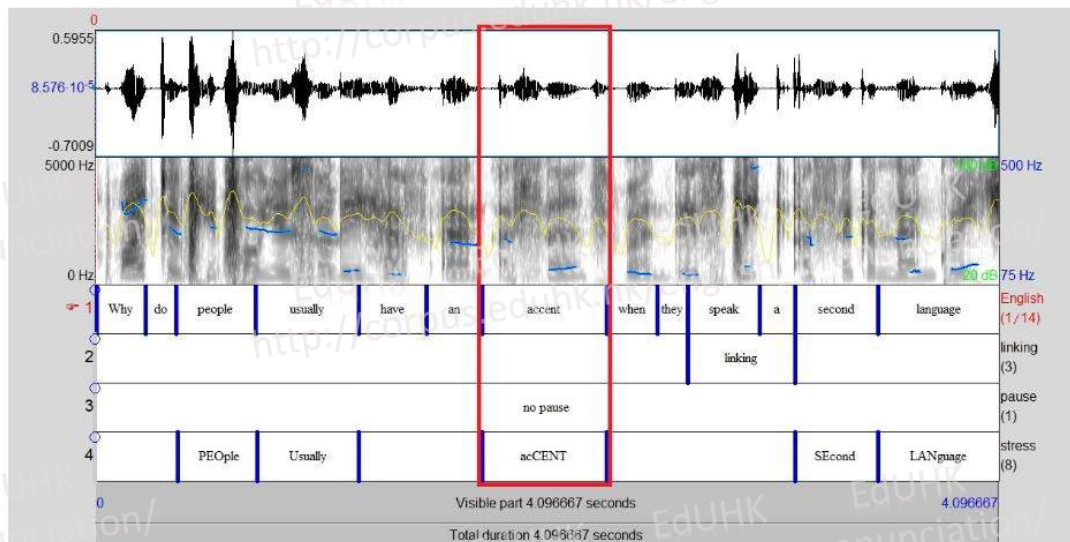 0
0.5955
8.576·10-5
-0.7009
5000 Hz
100 dB 500 Hz
0 Hz
20 dB 75 Hz
1 Why do people usually have an accent when they speak a second language English
(1/14)
2 linking linking
(3)
3 no pause pause
(1)
4 PEOple Usually acCENT SEcond LANguage stress
(8)
0 Visible part 4.096667 seconds 4.096667
Total duration 4.096667 seconds
EdUHK
http://corpus.eduhk.hk/english
pronunciation/